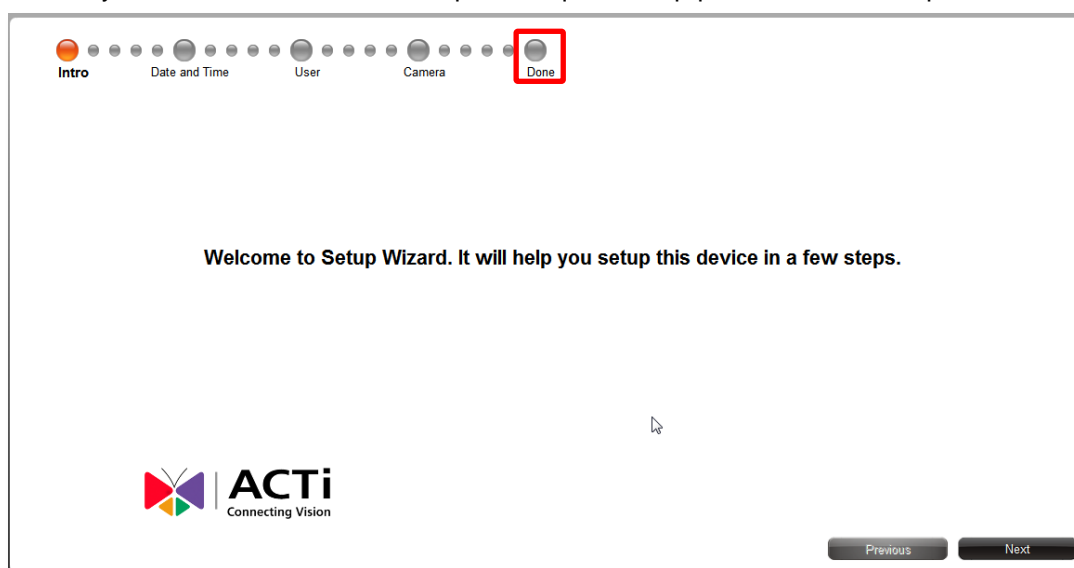 Intro Date and Time User Camera Done
Welcome to Setup Wizard. It will help you setup this device in a few steps.
ACTi
Connecting Vision
Previous Next